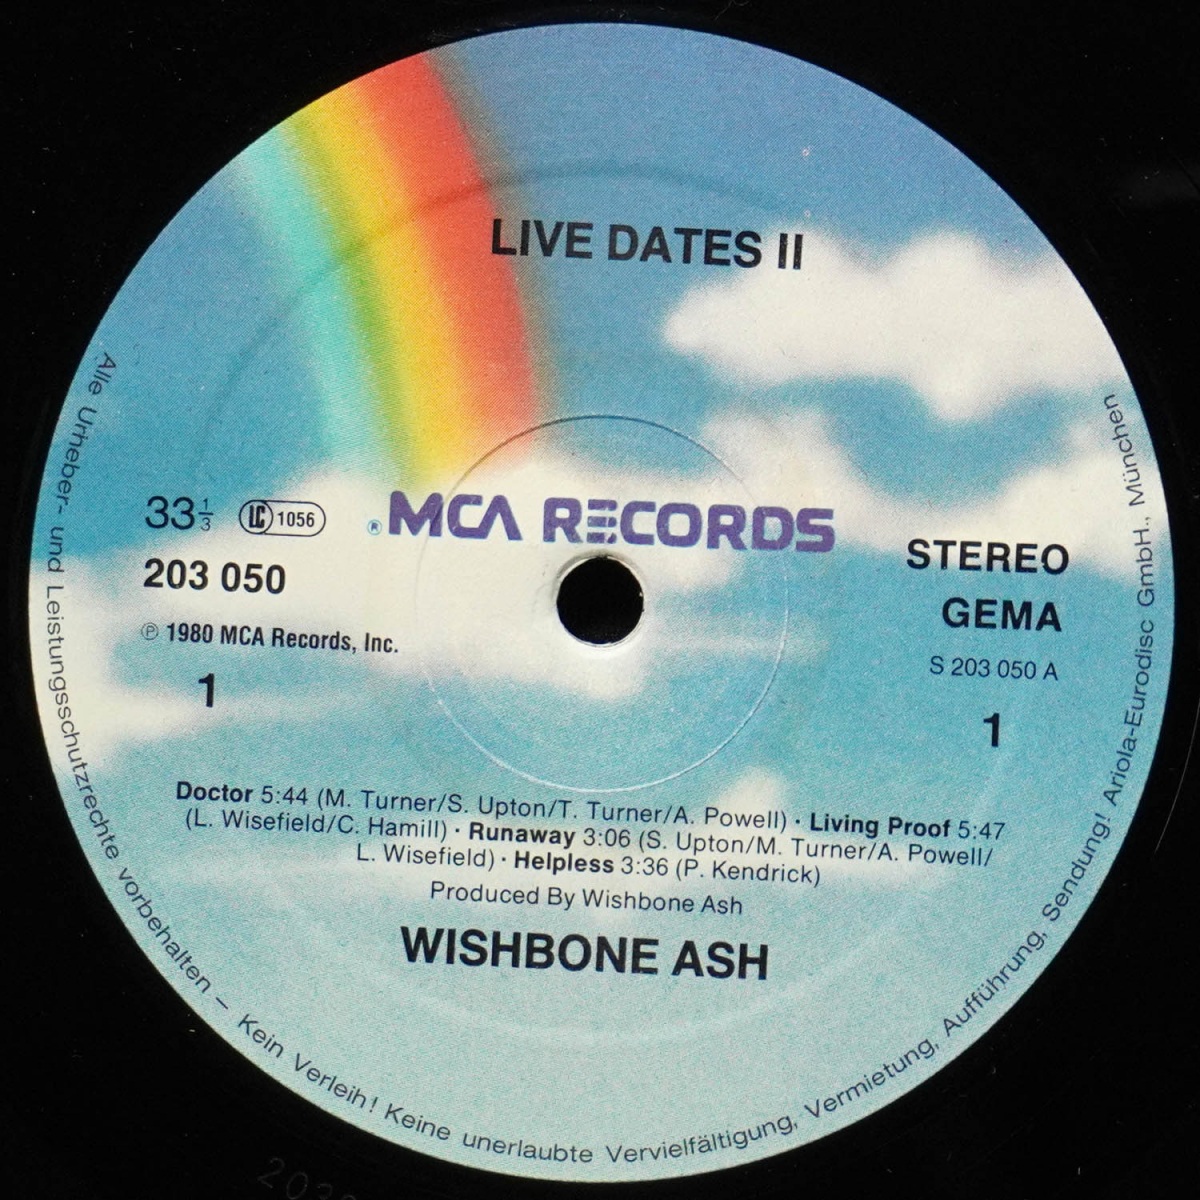 LIVE DATES II
33 1/3 LC 1056
® MCA RECORDS
203 050
STEREO
GEMA
℗ 1980 MCA Records, Inc.
S 203 050 A
1
1
Doctor 5:44 (M. Turner/S. Upton/T. Turner/A. Powell) · Living Proof 5:47
(L. Wisefield/C. Hamill) · Runaway 3:06 (S. Upton/M. Turner/A. Powell/
L. Wisefield) · Helpless 3:36 (P. Kendrick)
Produced By Wishbone Ash
WISHBONE ASH
Alle Urheber- und Leistungsschutzrechte vorbehalten – Kein Verleih! Keine unerlaubte Vervielfältigung, Vermietung, Aufführung, Sendung! Ariola-Eurodisc GmbH., München